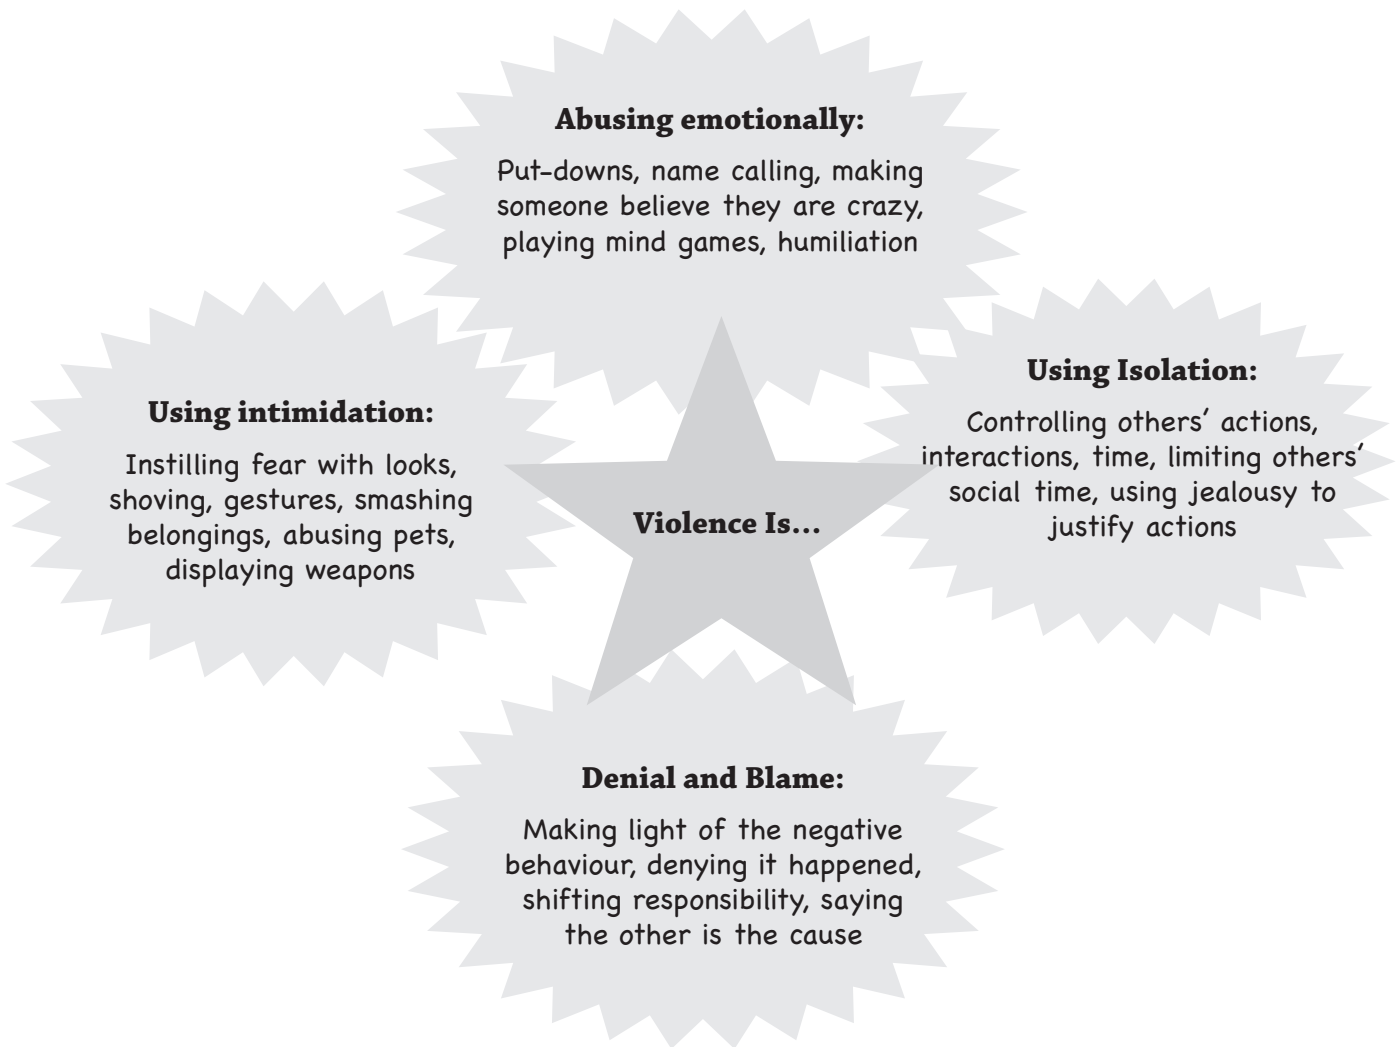 Abusing emotionally:
Put-downs, name calling, making
someone believe they are crazy,
playing mind games, humiliation
Using intimidation:
Instilling fear with looks,
shoving, gestures, smashing
belongings, abusing pets,
displaying weapons
Violence Is...
Using Isolation:
Controlling others’ actions,
interactions, time, limiting others’
social time, using jealousy to
justify actions
Denial and Blame:
Making light of the negative
behaviour, denying it happened,
shifting responsibility, saying
the other is the cause